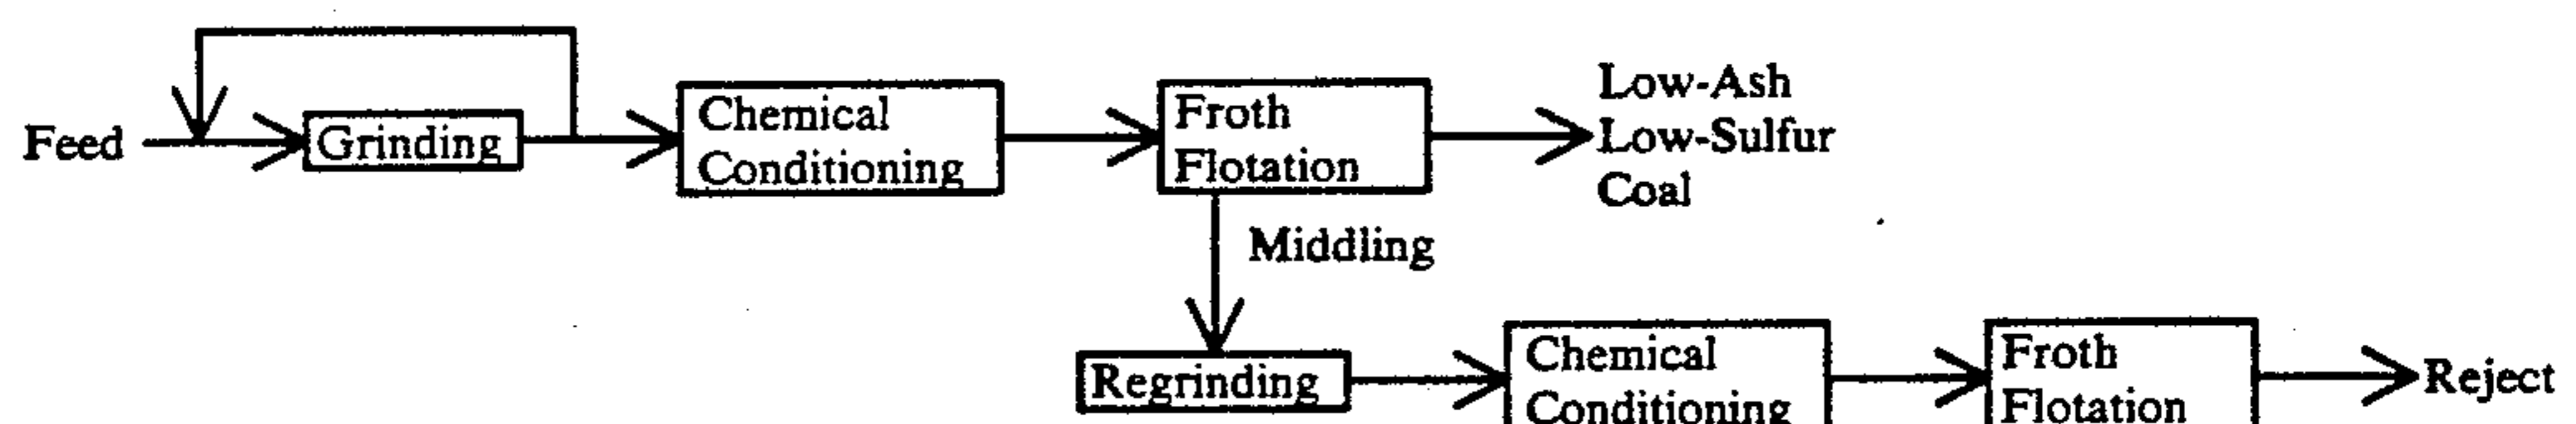 Feed
Grinding
Chemical
Conditioning
Froth
Flotation
Low-Ash
Low-Sulfur
Coal
Middling
Regrinding
Chemical
Conditioning
Froth
Flotation
Reject